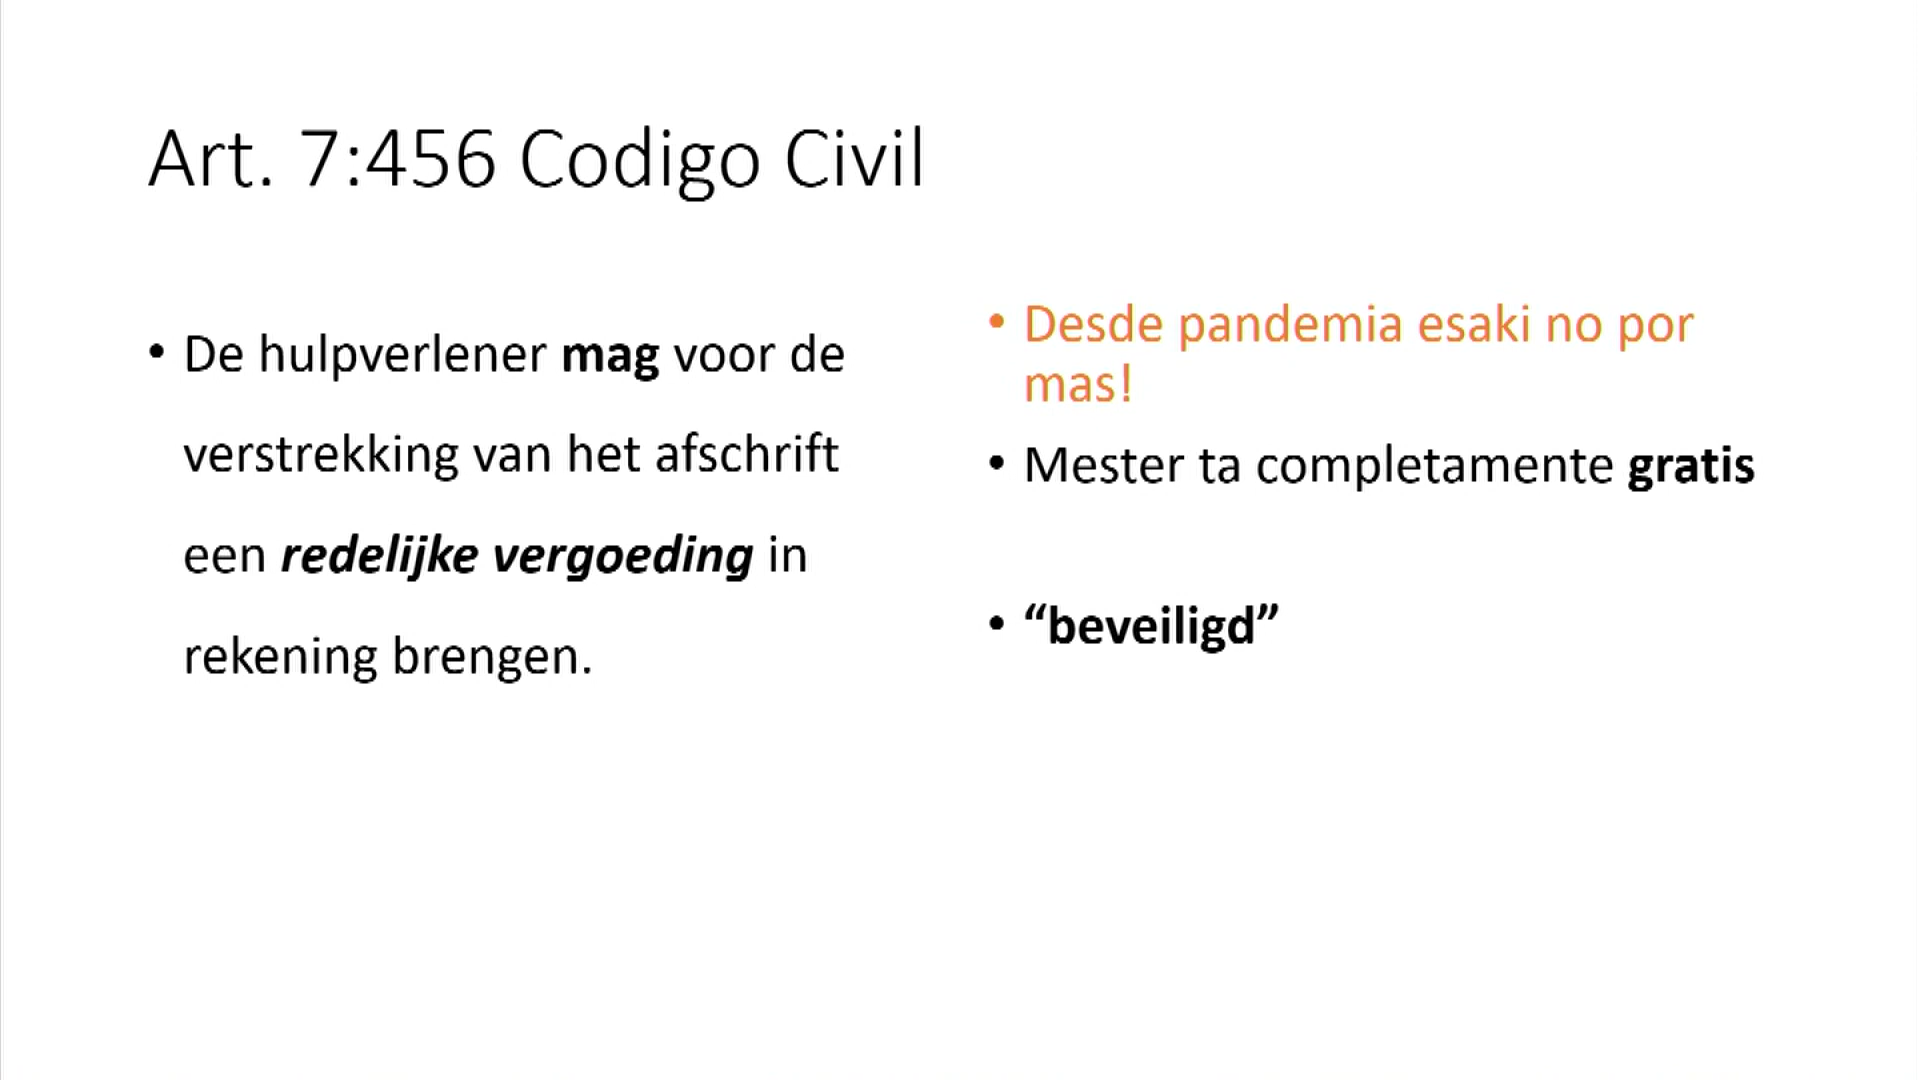 Art. 7:456 Codigo Civil
• De hulpverlener mag voor de
verstrekking van het afschrift
een redelijke vergoeding in
rekening brengen.
• Desde pandemia esaki no por
mas!
• Mester ta completamente gratis
• “beveiligd”